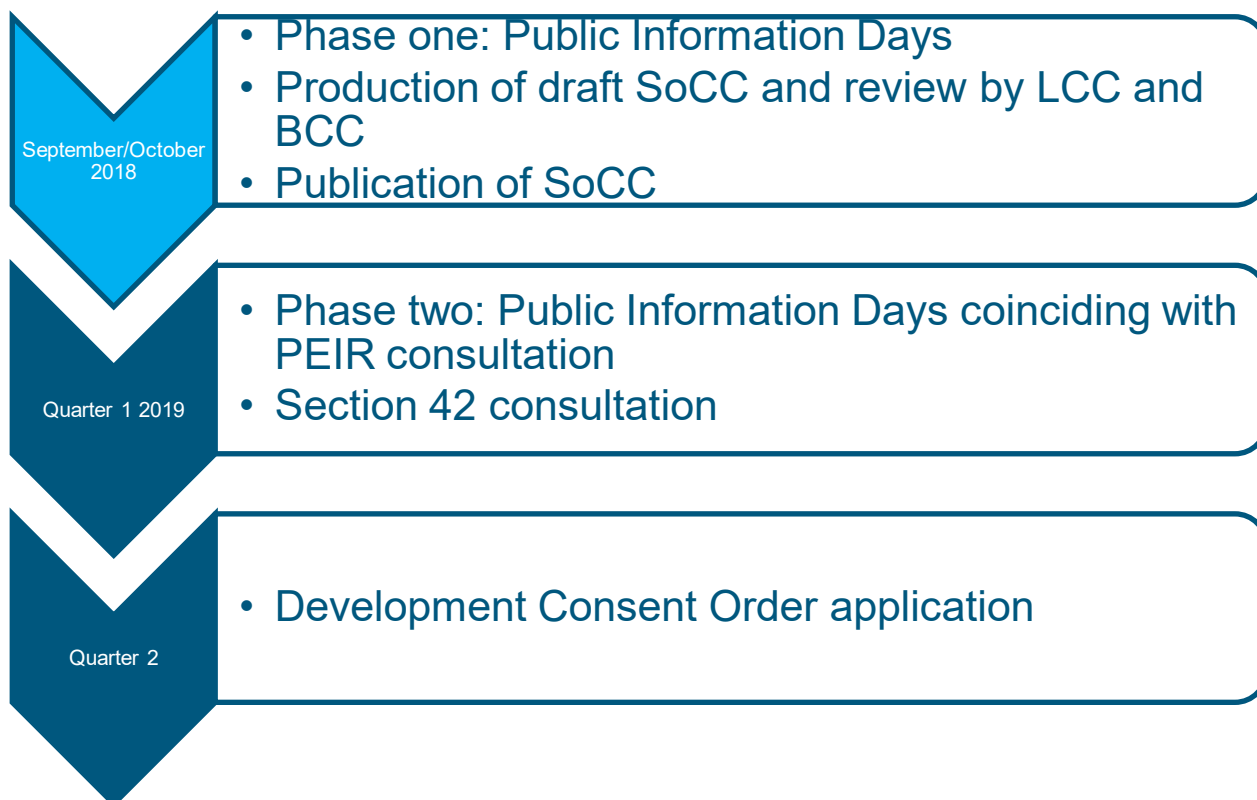 • Phase one: Public Information Days
• Production of draft SoCC and review by LCC and
BCC
• Publication of SoCC
September/October
2018
• Phase two: Public Information Days coinciding with
PEIR consultation
• Section 42 consultation
Quarter 1 2019
• Development Consent Order application
Quarter 2